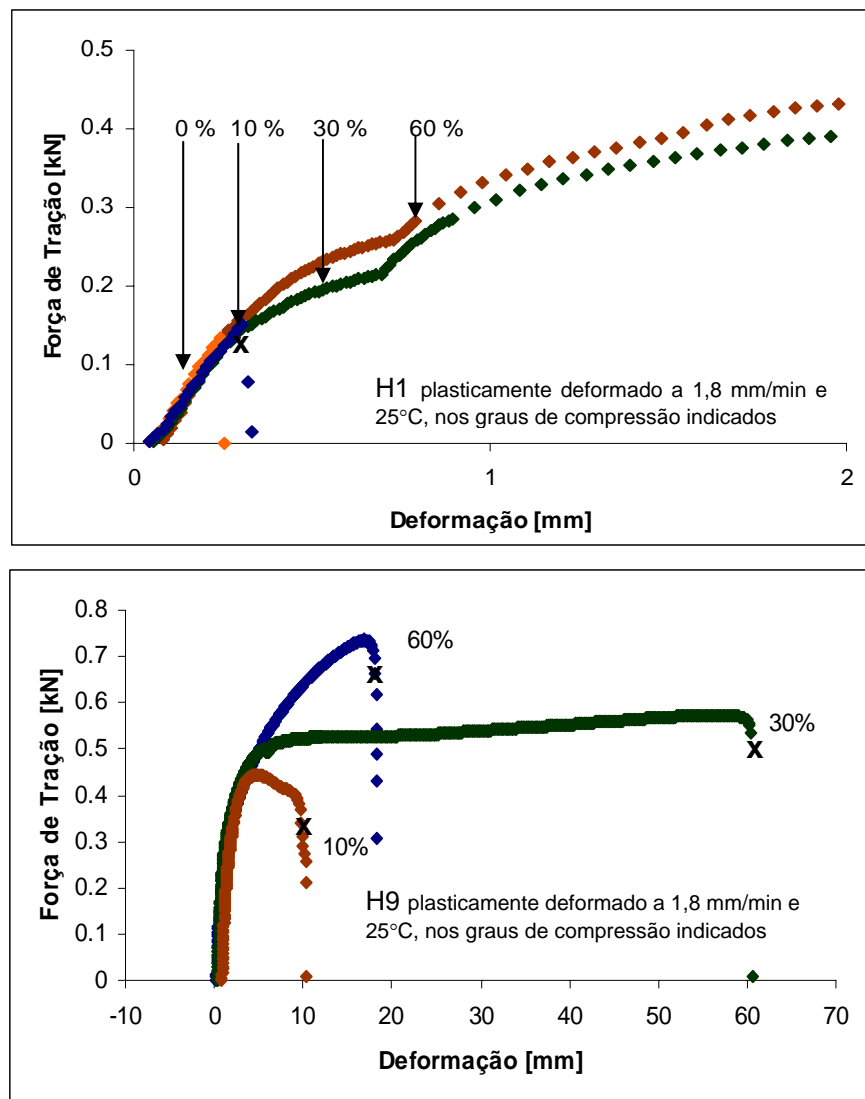 0.5
0.4
0.3
0.2
0.1
0
Força de Tração [kN]
0 %
10 %
30 %
60 %
X
H1 plasticamente deformado a 1,8 mm/min e
25°C, nos graus de compressão indicados
0
1
2
Deformação [mm]
0.8
0.7
0.6
0.5
0.4
0.3
0.2
0.1
0
Força de Tração [kN]
60%
X
30%
X
X
10%
H9 plasticamente deformado a 1,8 mm/min e
25°C, nos graus de compressão indicados
-10
0
10
20
30
40
50
60
70
Deformação [mm]